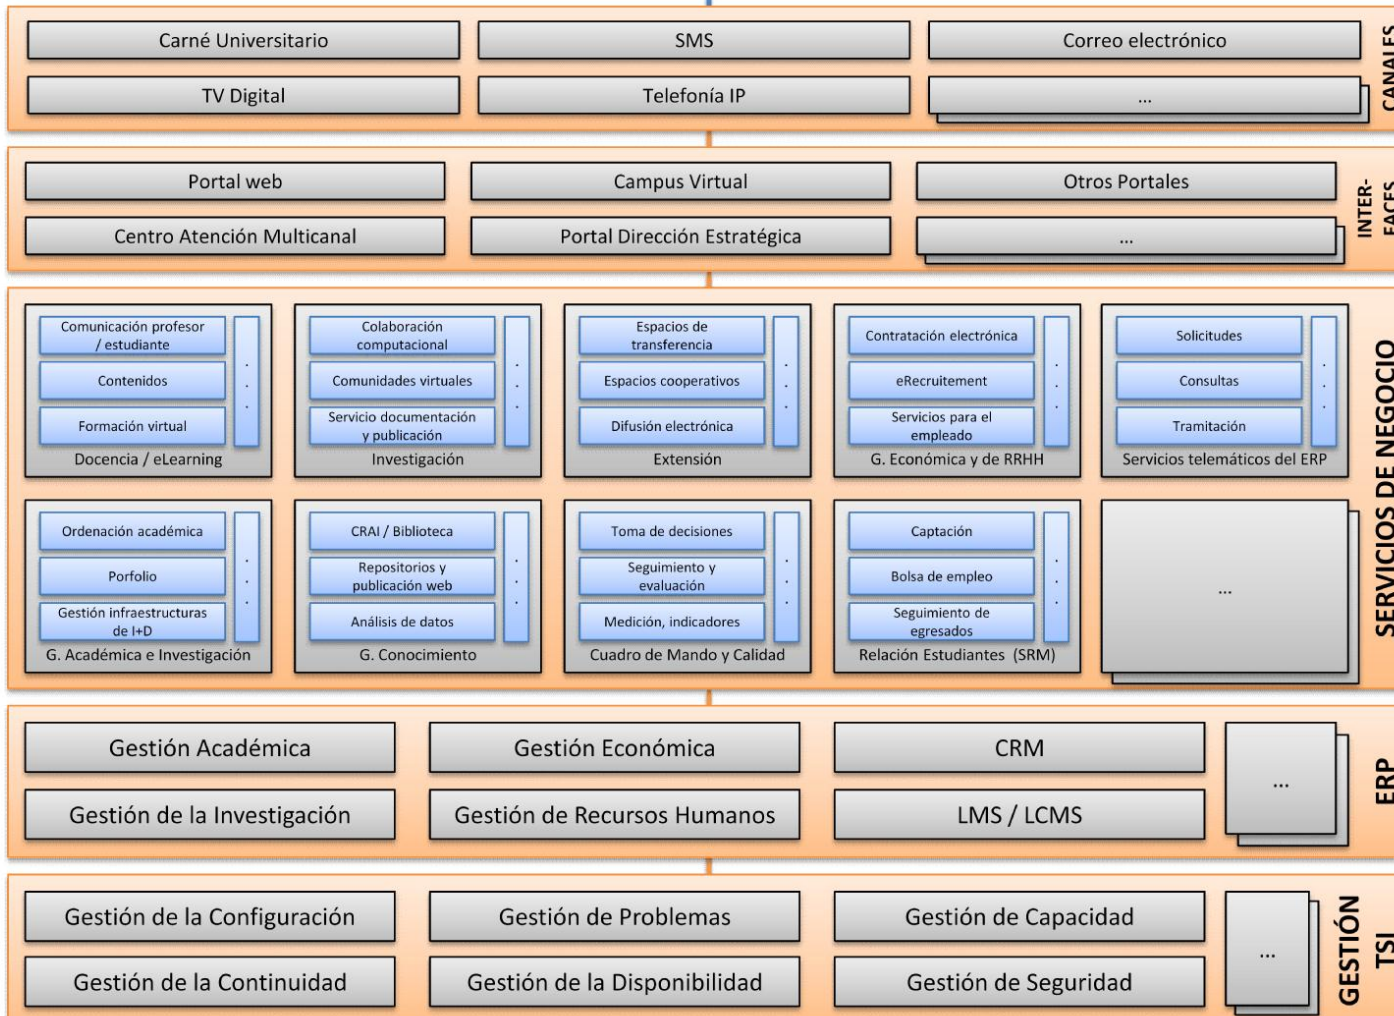 Carné Universitario
SMS
Correo electrónico
TV Digital
Telefonía IP
...
CANALES
Portal web
Campus Virtual
Otros Portales
Centro Atención Multicanal
Portal Dirección Estratégica
...
INTER-
FACES
Comunicación profesor
/ estudiante
Contenidos
Formación virtual
...
Docencia / eLearning
Colaboración
computacional
Comunidades virtuales
Servicio documentación
y publicación
...
Investigación
Espacios de
transferencia
Espacios cooperativos
Difusión electrónica
...
Extensión
Contratación electrónica
eRecruitement
Servicios para el
empleado
...
G. Económica y de RRHH
Solicitudes
Consultas
Tramitación
...
Servicios telemáticos del ERP
Ordenación académica
Porfolio
Gestión infraestructuras
de I+D
...
G. Académica e Investigación
CRAI / Biblioteca
Repositorios y
publicación web
Análisis de datos
...
G. Conocimiento
Toma de decisiones
Seguimiento y
evaluación
Medición, indicadores
...
Cuadro de Mando y Calidad
Captación
Bolsa de empleo
Seguimiento de
egresados
...
Relación Estudiantes (SRM)
...
SERVICIOS DE NEGOCIO
Gestión Académica
Gestión Económica
CRM
Gestión de la Investigación
Gestión de Recursos Humanos
LMS / LCMS
...
ERP
Gestión de la Configuración
Gestión de Problemas
Gestión de Capacidad
Gestión de la Continuidad
Gestión de la Disponibilidad
Gestión de Seguridad
...
GESTIÓN
TSI